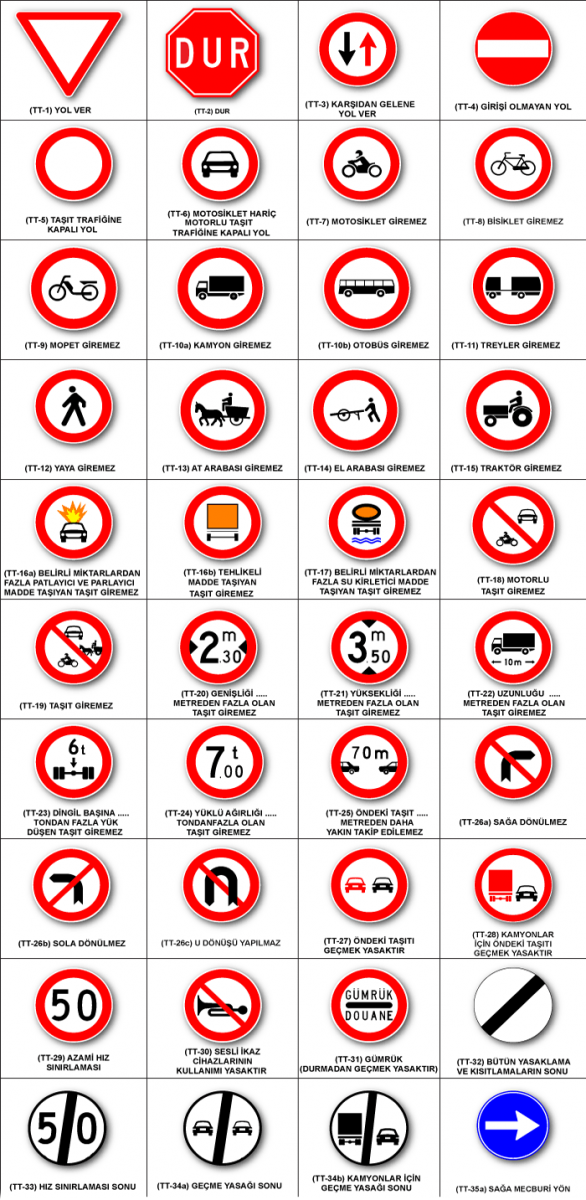 (TT-1) YOL VER
DUR
(TT-2) DUR
(TT-3) KARŞIDAN GELENE
YOL VER
(TT-4) GİRİŞİ OLMAYAN YOL
(TT-5) TAŞIT TRAFİĞİNE
KAPALI YOL
(TT-6) MOTOSİKLET HARİÇ
MOTORLU TAŞIT
TRAFİĞİNE KAPALI YOL
(TT-7) MOTOSİKLET GİREMEZ
(TT-8) BİSİKLET GİREMEZ
(TT-9) MOPET GİREMEZ
(TT-10a) KAMYON GİREMEZ
(TT-10b) OTOBÜS GİREMEZ
(TT-11) TREYLER GİREMEZ
(TT-12) YAYA GİREMEZ
(TT-13) AT ARABASI GİREMEZ
(TT-14) EL ARABASI GİREMEZ
(TT-15) TRAKTÖR GİREMEZ
(TT-16a) BELİRLİ MİKTARLARDAN
FAZLA PATLAYICI VE PARLAYICI
MADDE TAŞIYAN TAŞIT GİREMEZ
(TT-16b) TEHLİKELİ
MADDE TAŞIYAN
TAŞIT GİREMEZ
(TT-17) BELİRLİ MİKTARLARDAN
FAZLA SU KİRLETİCİ MADDE
TAŞIYAN TAŞIT GİREMEZ
(TT-18) MOTORLU
TAŞIT GİREMEZ
(TT-19) TAŞIT GİREMEZ
2 m
.30
(TT-20) GENİŞLİĞİ .....
METREDEN FAZLA OLAN
TAŞIT GİREMEZ
3 m
.50
(TT-21) YÜKSEKLİĞİ .....
METREDEN FAZLA OLAN
TAŞIT GİREMEZ
10m
(TT-22) UZUNLUĞU .....
METREDEN FAZLA OLAN
TAŞIT GİREMEZ
6t
(TT-23) DİNGİL BAŞINA .....
TONDAN FAZLA YÜK
DÜŞEN TAŞIT GİREMEZ
7 t
.00
(TT-24) YÜKLÜ AĞIRLIĞI .....
TONDANFAZLA OLAN
TAŞIT GİREMEZ
70m
(TT-25) ÖNDEKİ TAŞIT .....
METREDEN DAHA
YAKIN TAKİP EDİLEMEZ
(TT-26a) SAĞA DÖNÜLMEZ
(TT-26b) SOLA DÖNÜLMEZ
(TT-26c) U DÖNÜŞÜ YAPILMAZ
(TT-27) ÖNDEKİ TAŞITI
GEÇMEK YASAKTIR
(TT-28) KAMYONLAR
İÇİN ÖNDEKİ TAŞITI
GEÇMEK YASAKTIR
50
(TT-29) AZAMİ HIZ
SINIRLAMASI
(TT-30) SESLİ İKAZ
CİHAZLARININ
KULLANIMI YASAKTIR
GÜMRÜK
DOUANE
(TT-31) GÜMRÜK
(DURMADAN GEÇMEK YASAKTIR)
(TT-32) BÜTÜN YASAKLAMA
VE KISITLAMALARIN SONU
50
(TT-33) HIZ SINIRLAMASI SONU
(TT-34a) GEÇME YASAĞI SONU
(TT-34b) KAMYONLAR İÇİN
GEÇME YASAĞI SONU
(TT-35a) SAĞA MECBURİ YÖN